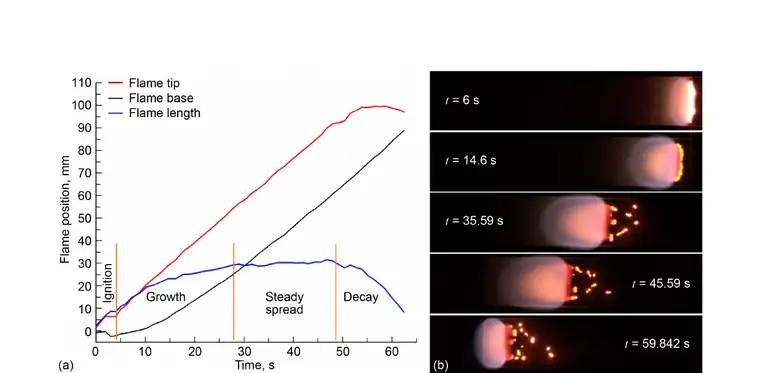 110
100
90
80
70
60
50
40
30
20
10
0
-10
Flame position, mm
Flame tip
Flame base
Flame length
Ignition
Growth
Steady
spread
Decay
0 10 20 30 40 50 60
Time, s
(a)
t = 6 s
t = 14.6 s
t = 35.59 s
t = 45.59 s
t = 59.842 s
(b)